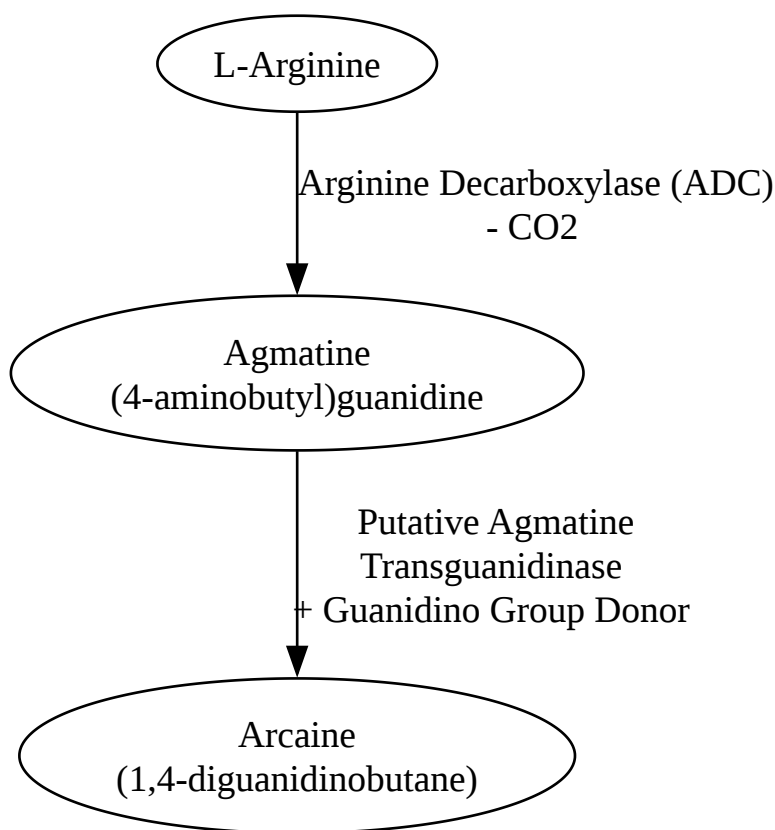 L-Arginine
Arginine Decarboxylase (ADC)
- CO2
Agmatine
(4-aminobutyl)guanidine
Putative Agmatine
Transguanidinase
+ Guanidino Group Donor
Arcaine
(1,4-diguanidinobutane)